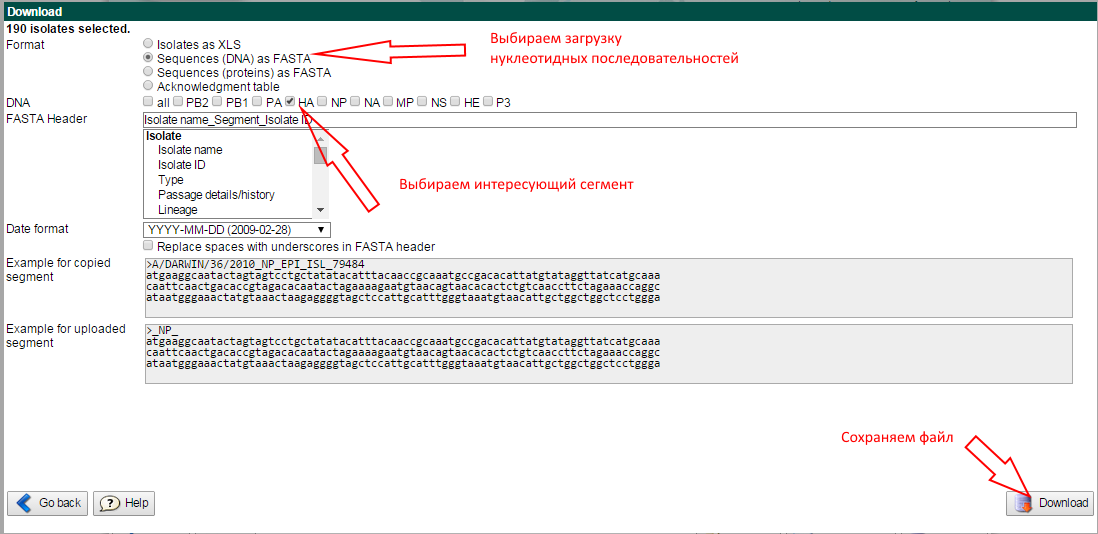 Download
190 isolates selected.
Format
Isolates as XLS
Sequences (DNA) as FASTA
Sequences (proteins) as FASTA
Acknowledgment table
Выбираем загрузку
нуклеотидных последовательностей
DNA all PB2 PB1 PA HA NP NA MP NS HE P3
FASTA Header Isolate name_Segment_Isolate ID
Isolate
Isolate name
Isolate ID
Type
Passage details/history
Lineage
Выбираем интересующий сегмент
Date format YYYY-MM-DD (2009-02-28)
Replace spaces with underscores in FASTA header
Example for copied
segment
>A/DARWIN/36/2010_NP_EPI_ISL_79484
atgaaggcaatactagtagtcctgctatatacatttacaaccgcaaatgccgacacattatgtataggttatcatgcaaa
caattcaactgacaccgtagacacaatactagaaaagaatgtaacagtaacacactctgtcaaccttctagaaaccaggc
ataatgggaaactatgtaaactaagaggggtagctccattgcatttgggtaaatgtaacattgctggctggctcctggga
Example for uploaded
segment
>_NP_
atgaaggcaatactagtagtcctgctatatacatttacaaccgcaaatgccgacacattatgtataggttatcatgcaaa
caattcaactgacaccgtagacacaatactagaaaagaatgtaacagtaacacactctgtcaaccttctagaaaccaggc
ataatgggaaactatgtaaactaagaggggtagctccattgcatttgggtaaatgtaacattgctggctggctcctggga
Сохраняем файл
Go back Help Download